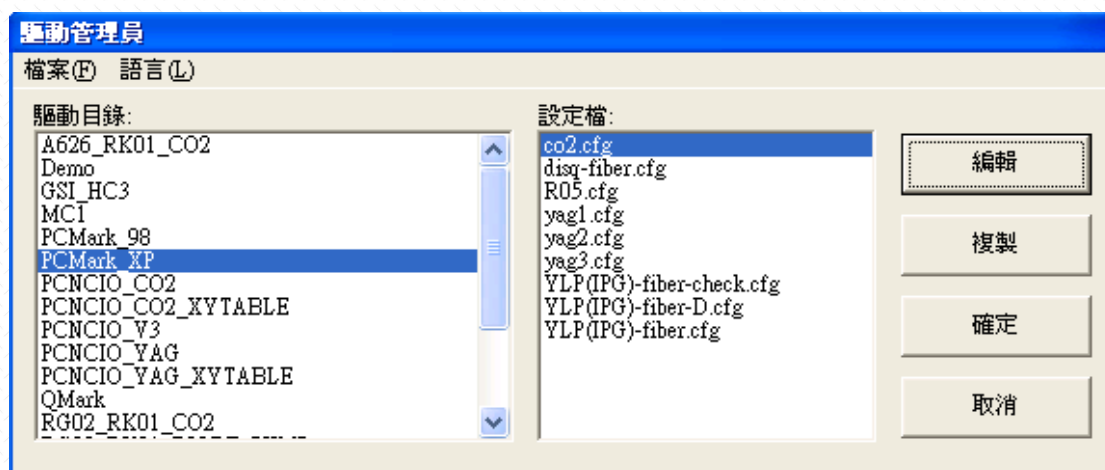 驅動管理員
檔案(F) 語言(L)
驅動目錄:
A626_RK01_CO2
Demo
GSI_HC3
MC1
PCMark_98
PCMark_XP
PCNCIO_CO2
PCNCIO_CO2_XYTABLE
PCNCIO_V3
PCNCIO_YAG
PCNCIO_YAG_XYTABLE
QMark
RG02_RK01_CO2
設定檔:
co2.cfg
disq-fiber.cfg
R05.cfg
yag1.cfg
yag2.cfg
yag3.cfg
YLP(IPG)-fiber-check.cfg
YLP(IPG)-fiber-D.cfg
YLP(IPG)-fiber.cfg
編輯
複製
確定
取消